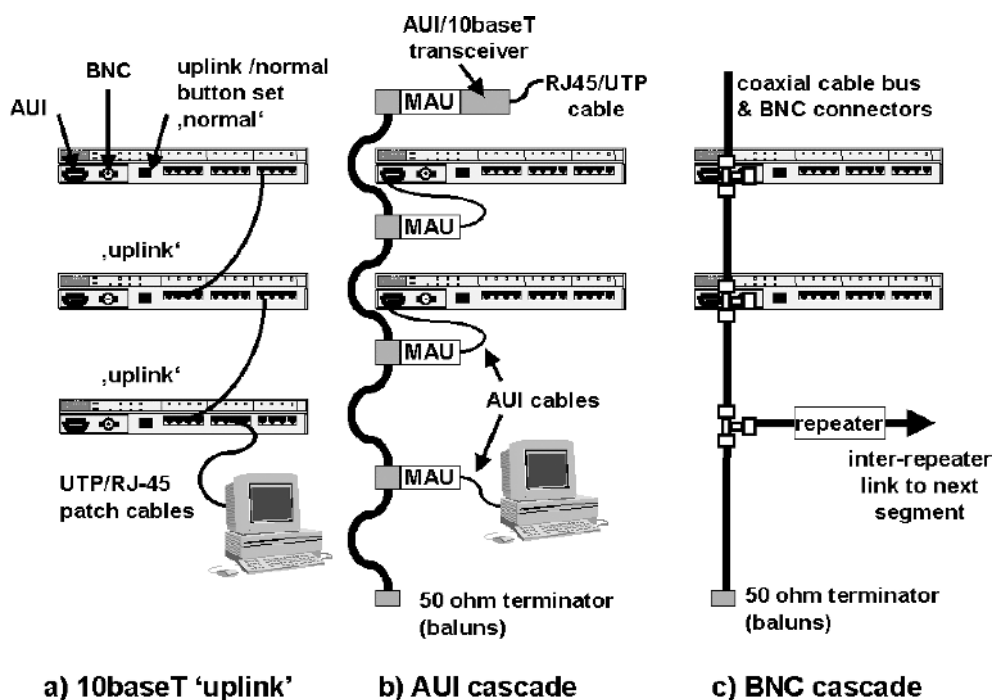 AUI
BNC
uplink /normal
button set
‚normal‘
‚uplink‘
‚uplink‘
UTP/RJ-45
patch cables
a) 10baseT ‘uplink’
AUI/10baseT
transceiver
MAU
RJ45/UTP
cable
MAU
MAU
AUI cables
MAU
50 ohm terminator
(baluns)
b) AUI cascade
coaxial cable bus
& BNC connectors
repeater
inter-repeater
link to next
segment
50 ohm terminator
(baluns)
c) BNC cascade